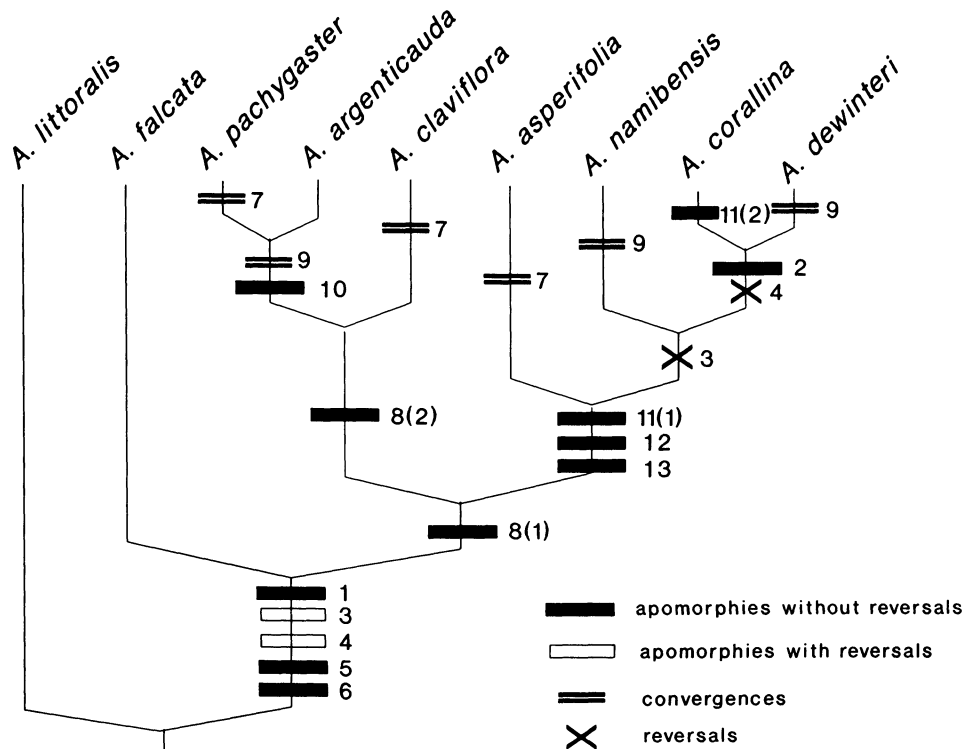 A. littoralis
A. falcata
A. pachygaster
A. argenticauda
A. claviflora
A. asperifolia
A. namibensis
A. corallina
A. dewinteri
7
11(2)
9
7
9
9
2
10
7
4
3
8(2)
11(1)
12
13
8(1)
1
3
4
5
6
apomorphies without reversals
apomorphies with reversals
convergences
reversals